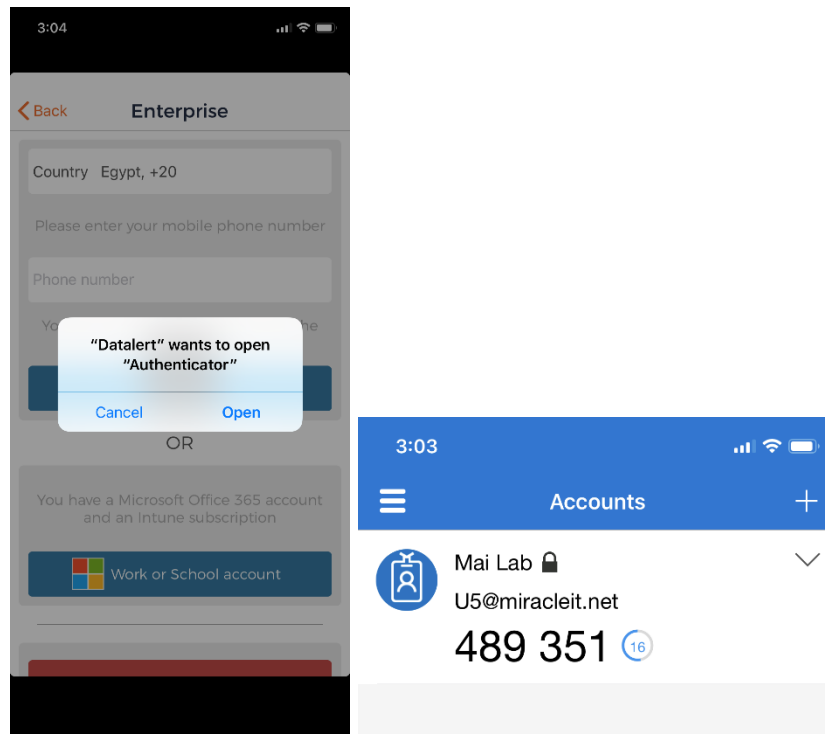 3:04
Back Enterprise
Country Egypt, +20
Please enter your mobile phone number
Phone number
Yo he
"Datalert" wants to open
"Authenticator"
Cancel Open
OR
You have a Microsoft Office 365 account
and an Intune subscription
Work or School account
3:03
Accounts
Mai Lab
U5@miracleit.net
489 351 16